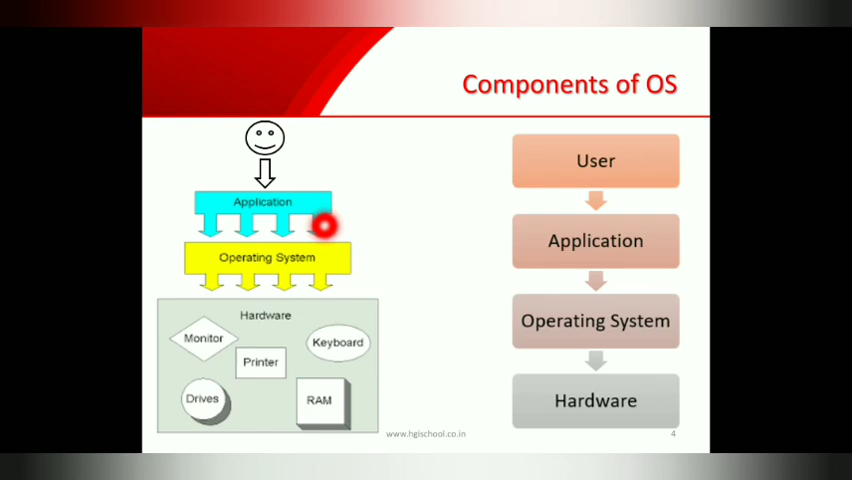 Components of OS
Application
Operating System
Hardware
Monitor
Keyboard
Printer
Drives
RAM
User
Application
Operating System
Hardware
www.hgischool.co.in
4